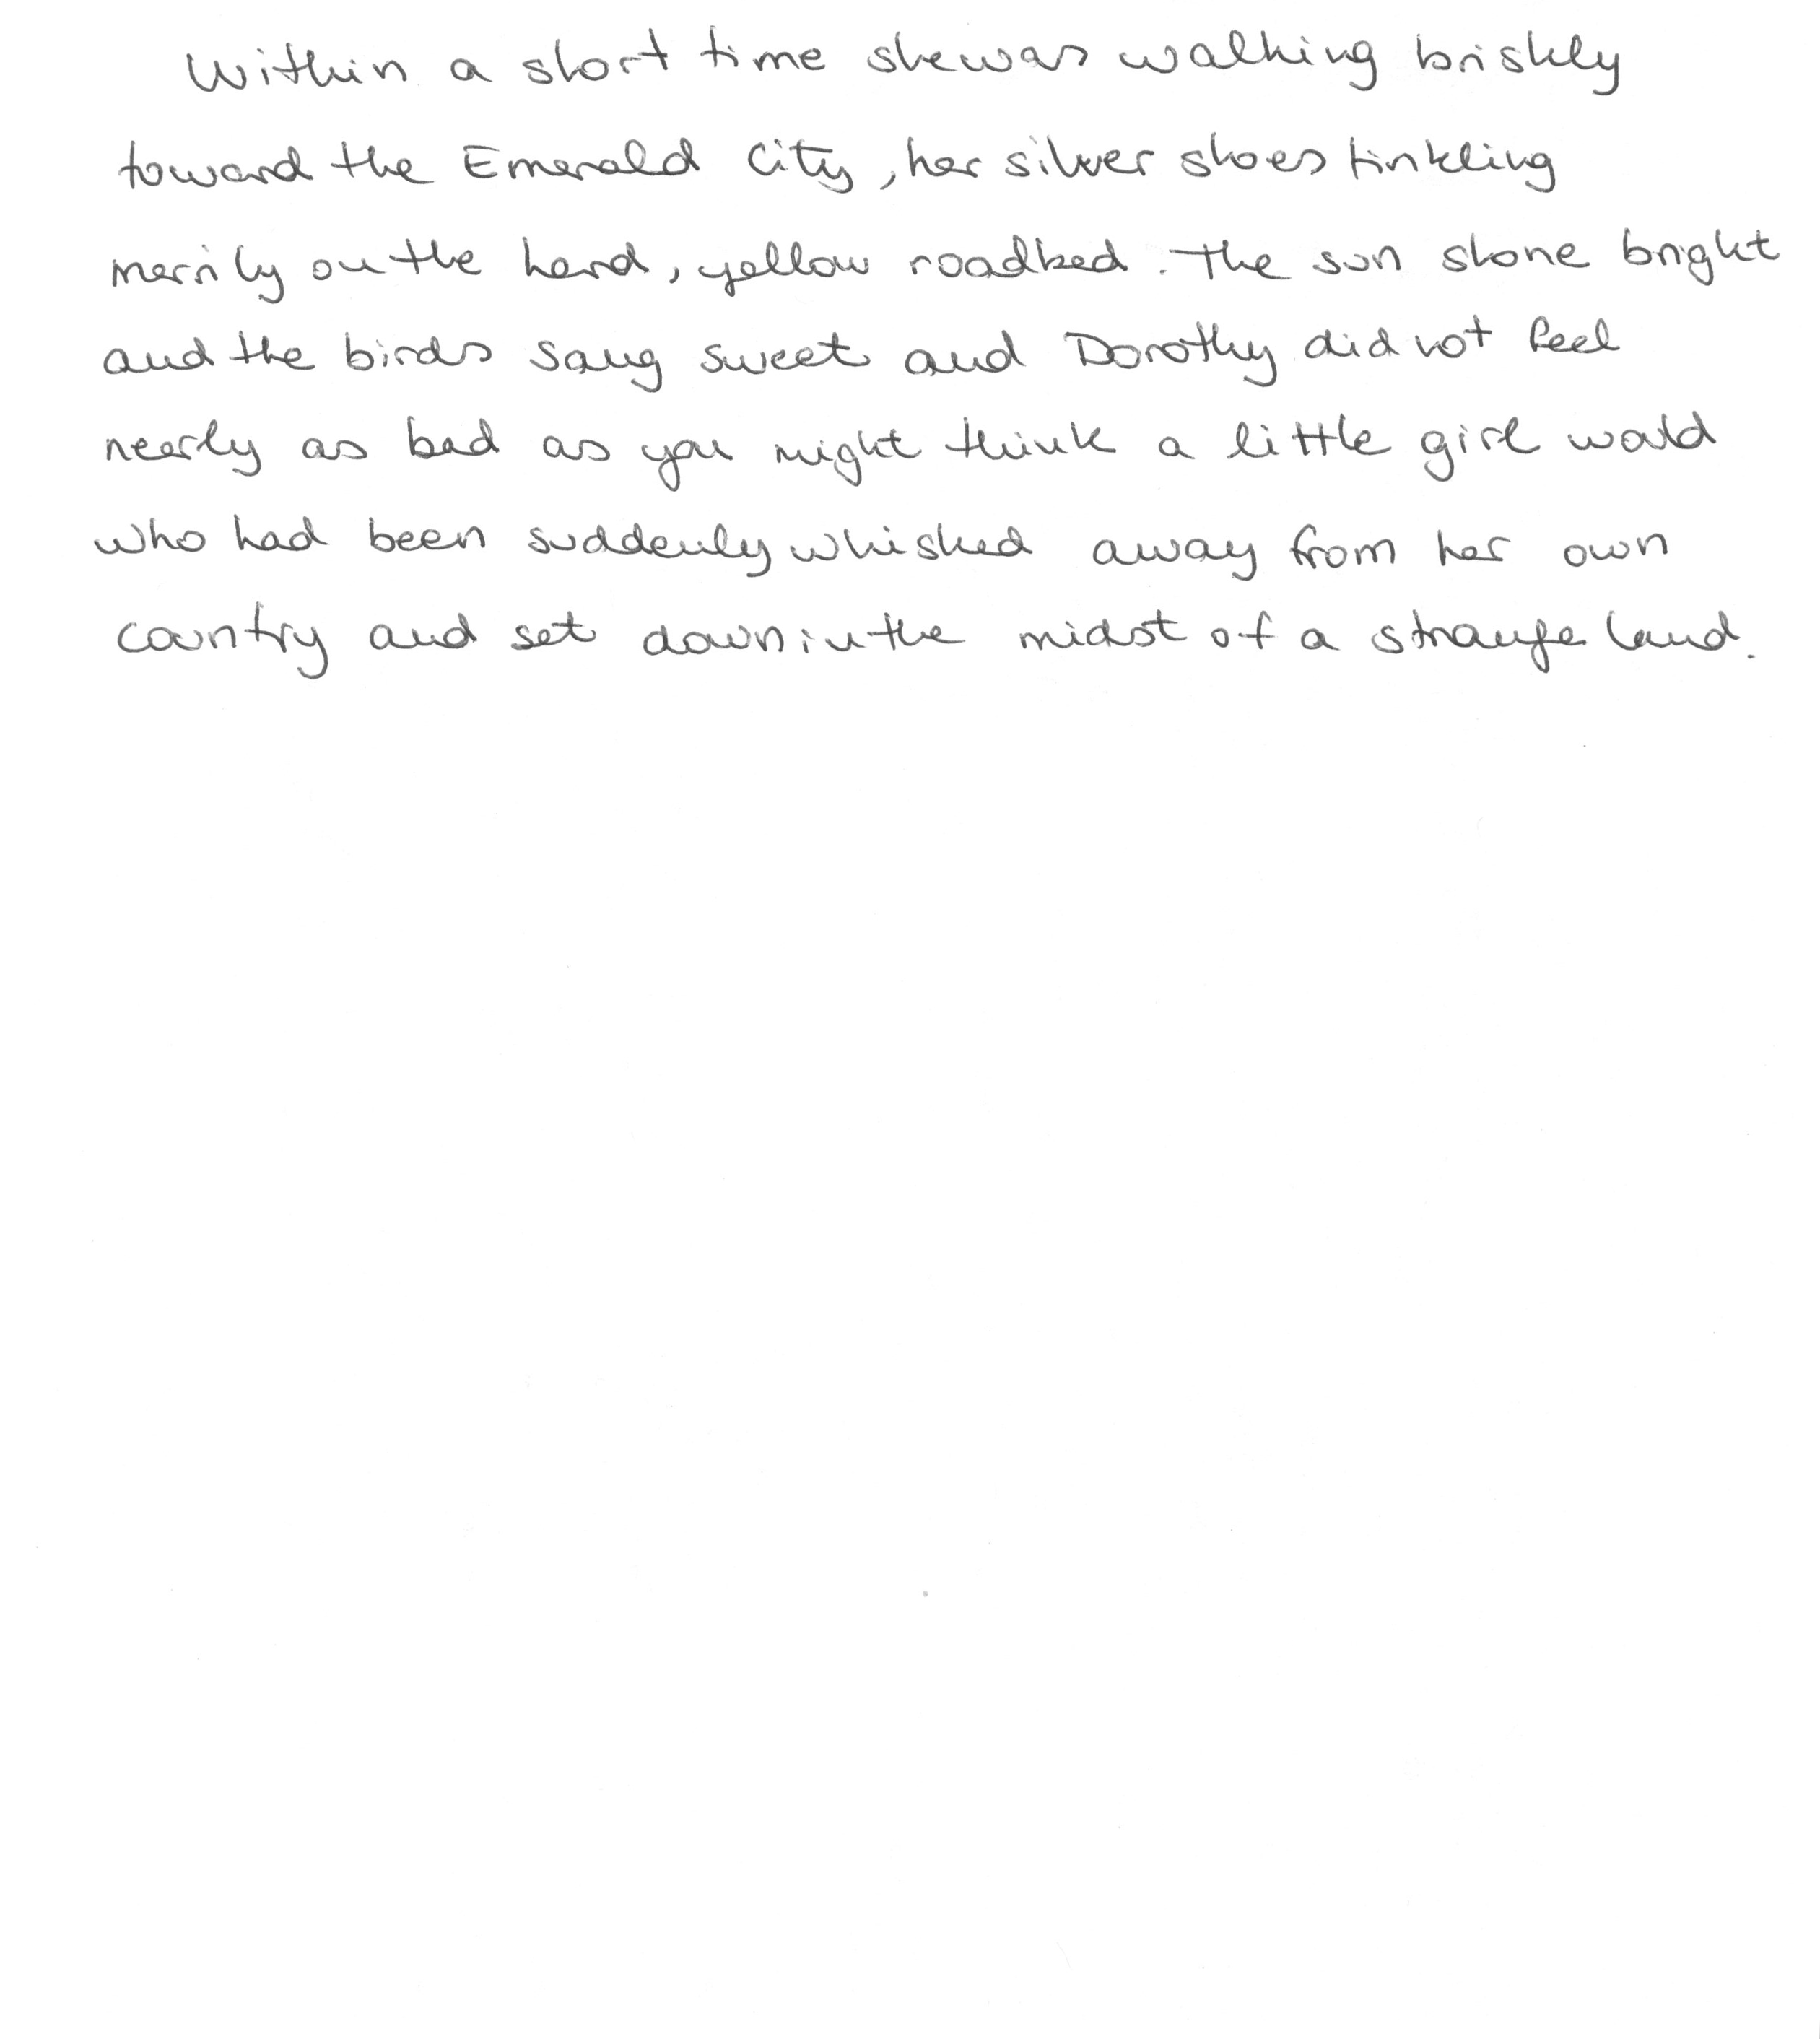 Within a short time she was walking briskly
toward the Emerald City, her silver shoes tinkling
merrily on the hard, yellow roadbed. The sun shone bright
and the birds sang sweet and Dorothy did not feel
nearly as bad as you might think a little girl would
who had been suddenly whisked away from her own
country and set down in the midst of a strange land.